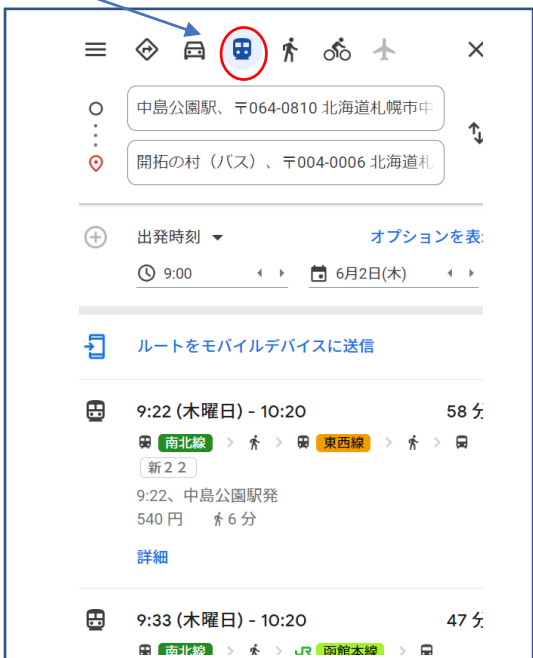 中島公園駅、〒064-0810 北海道札幌市中
開拓の村（バス）、〒004-0006 北海道札
出発時刻 オプションを表
9:00 6月2日(木)
ルートをモバイルデバイスに送信
9:22 (木曜日) - 10:20 58 分
南北線 東西線
新２２
9:22、中島公園駅発
540 円 6 分
詳細
9:33 (木曜日) - 10:20 47 分
南北線 JR 函館本線